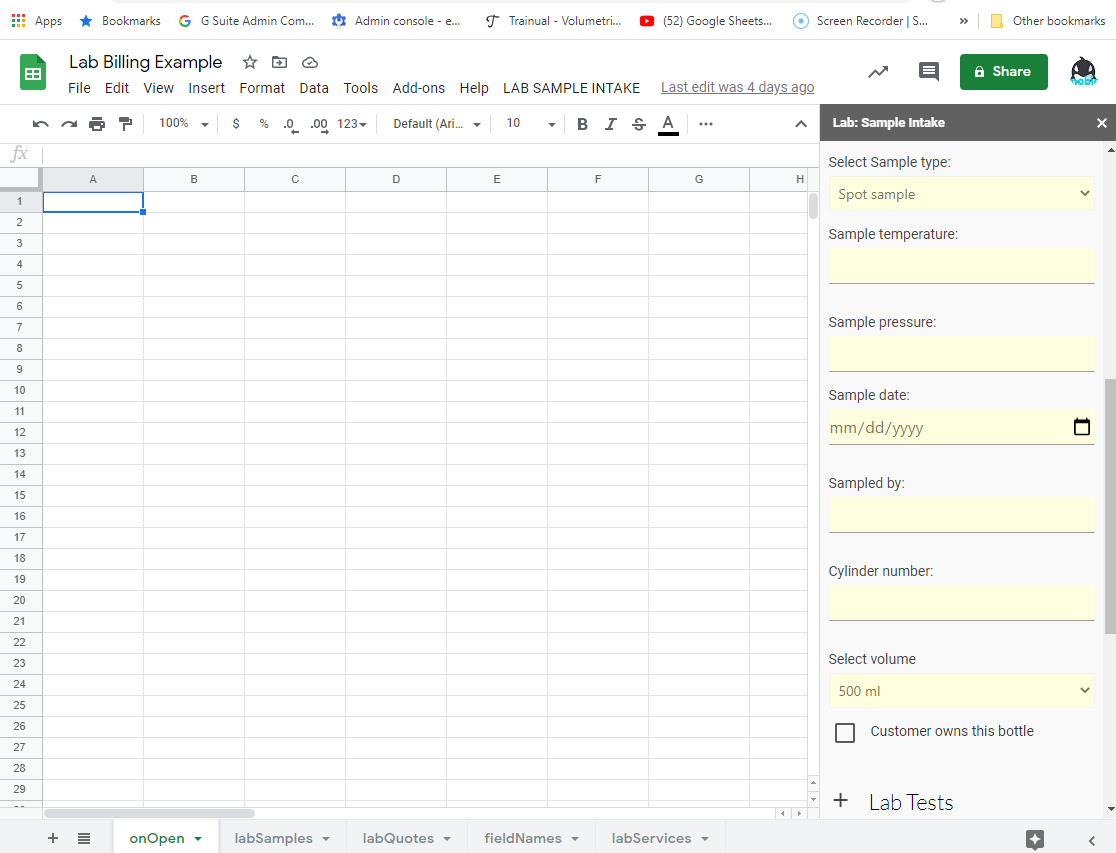 Apps Bookmarks G Suite Admin Com... Admin console - e... Trainual - Volumetri... (52) Google Sheets... Screen Recorder | S... » Other bookmarks
Lab Billing Example
File Edit View Insert Format Data Tools Add-ons Help LAB SAMPLE INTAKE Last edit was 4 days ago
Share
100% $ % .0 .00 123 Default (Ari... 10 B I S A
fx
A B C D E F G H
1
2
3
4
5
6
7
8
9
10
11
12
13
14
15
16
17
18
19
20
21
22
23
24
25
26
27
28
29
Lab: Sample Intake
Select Sample type:
Spot sample
Sample temperature:
Sample pressure:
Sample date:
mm/dd/yyyy
Sampled by:
Cylinder number:
Select volume
500 ml
Customer owns this bottle
+ Lab Tests
+ onOpen labSamples labQuotes fieldNames labServices